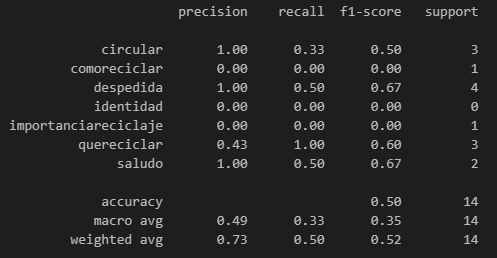 precision recall f1-score support
circular 1.00 0.33 0.50 3
comoreciclar 0.00 0.00 0.00 1
despedida 1.00 0.50 0.67 4
identidad 0.00 0.00 0.00 0
importanciareciclaje 0.00 0.00 0.00 1
quereciclar 0.43 1.00 0.60 3
saludo 1.00 0.50 0.67 2
accuracy 0.50 14
macro avg 0.49 0.33 0.35 14
weighted avg 0.73 0.50 0.52 14